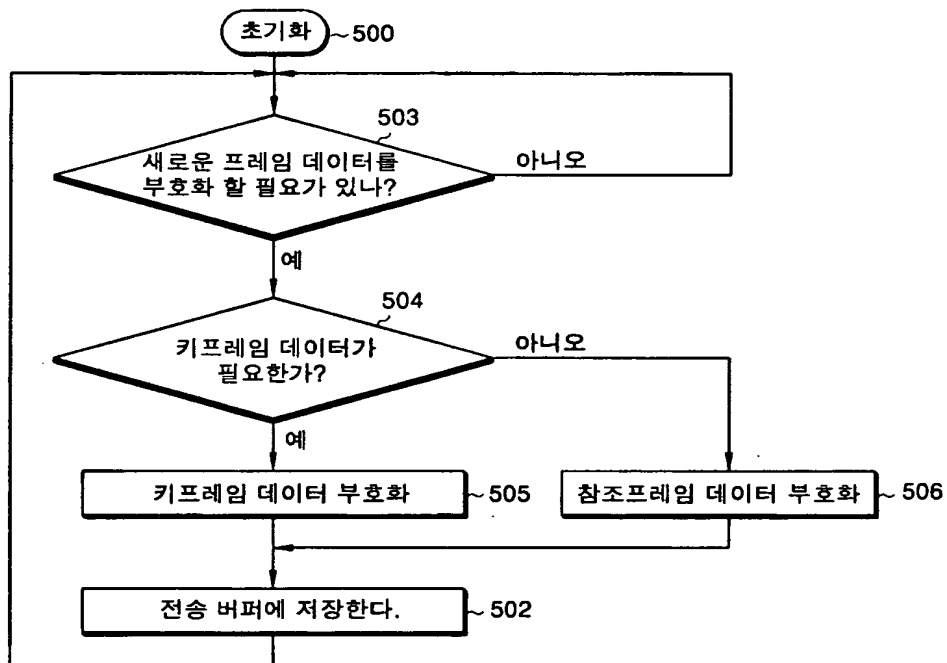 초기화
500
503
새로운 프레임 데이터를
부호화 할 필요가 있나?
아니오
예
504
키프레임 데이터가
필요한가?
아니오
예
키프레임 데이터 부호화
505
참조프레임 데이터 부호화
506
전송 버퍼에 저장한다.
502